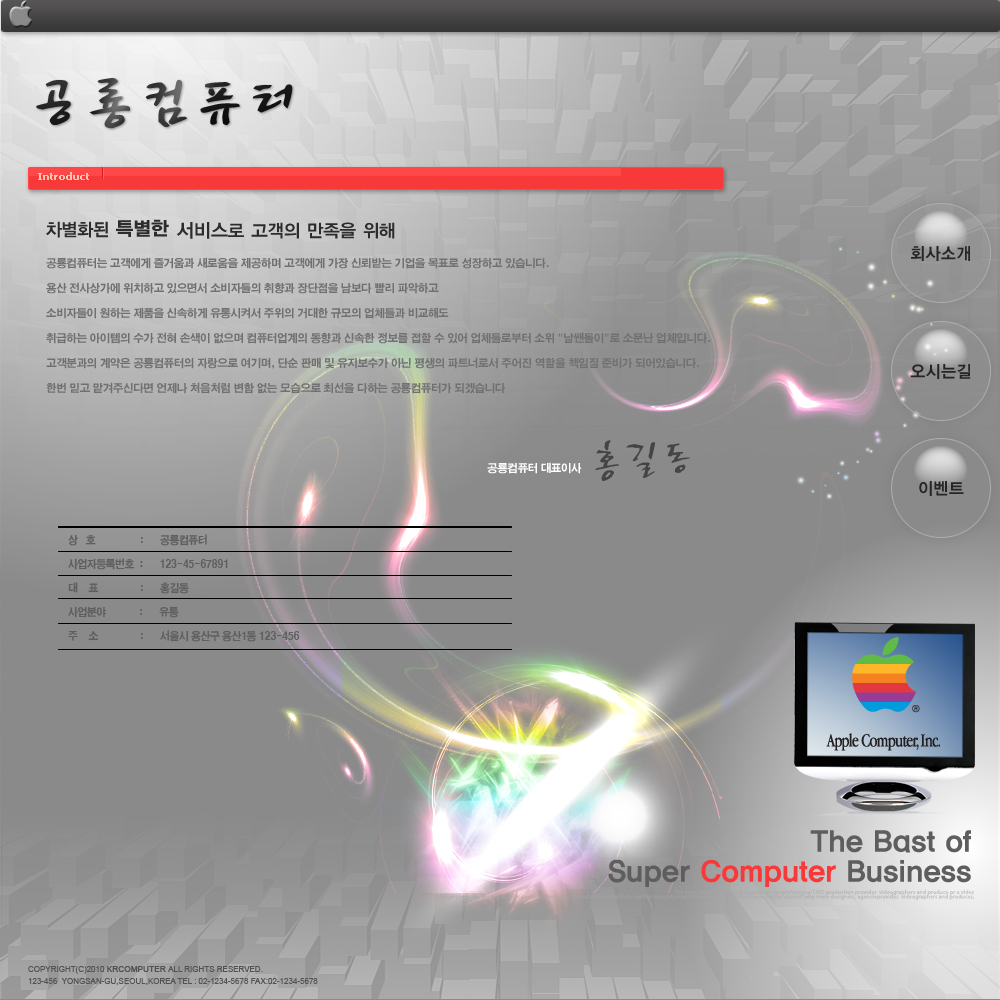 공룡컴퓨터
Introduct
차별화된 특별한 서비스로 고객의 만족을 위해
공룡컴퓨터는 고객에게 즐거움과 새로움을 제공하며 고객에게 가장 신뢰받는 기업을 목표로 성장하고 있습니다.
용산 전사상가에 위치하고 있으면서 소비자들의 취향과 장단점을 남보다 빨리 파악하고
소비자들이 원하는 제품을 신속하게 유통시켜서 주위의 거대한 규모의 업체들과 비교해도
취급하는 아이템의 수가 전혀 손색이 없으며 컴퓨터업계의 동향과 신속한 정보를 접할 수 있어 업체들로부터 소위 "날쌘돌이"로 소문난 업체입니다.
고객분과의 계약은 공룡컴퓨터의 자랑으로 여기며, 단순 판매 및 유지보수가 아닌 평생의 파트너로서 주어진 역할을 책임질 준비가 되어있습니다.
한번 믿고 맡겨주신다면 언제나 처음처럼 변함 없는 모습으로 최선을 다하는 공룡컴퓨터가 되겠습니다
공룡컴퓨터 대표이사 홍길동
회사소개
오시는길
이벤트
상 호 : 공룡컴퓨터
사업자등록번호 : 123-45-67891
대 표 : 홍길동
사업분야 : 유통
주 소 : 서울시 용산구 용산1동 123-456
®
Apple Computer, Inc.
The Bast of
Super Computer Business
COPYRIGHT(C)2010 KRCOMPUTER ALL RIGHTS RESERVED.
123-456 YONGSAN-GU,SEOUL,KOREA TEL : 02-1234-5678 FAX:02-1234-5678